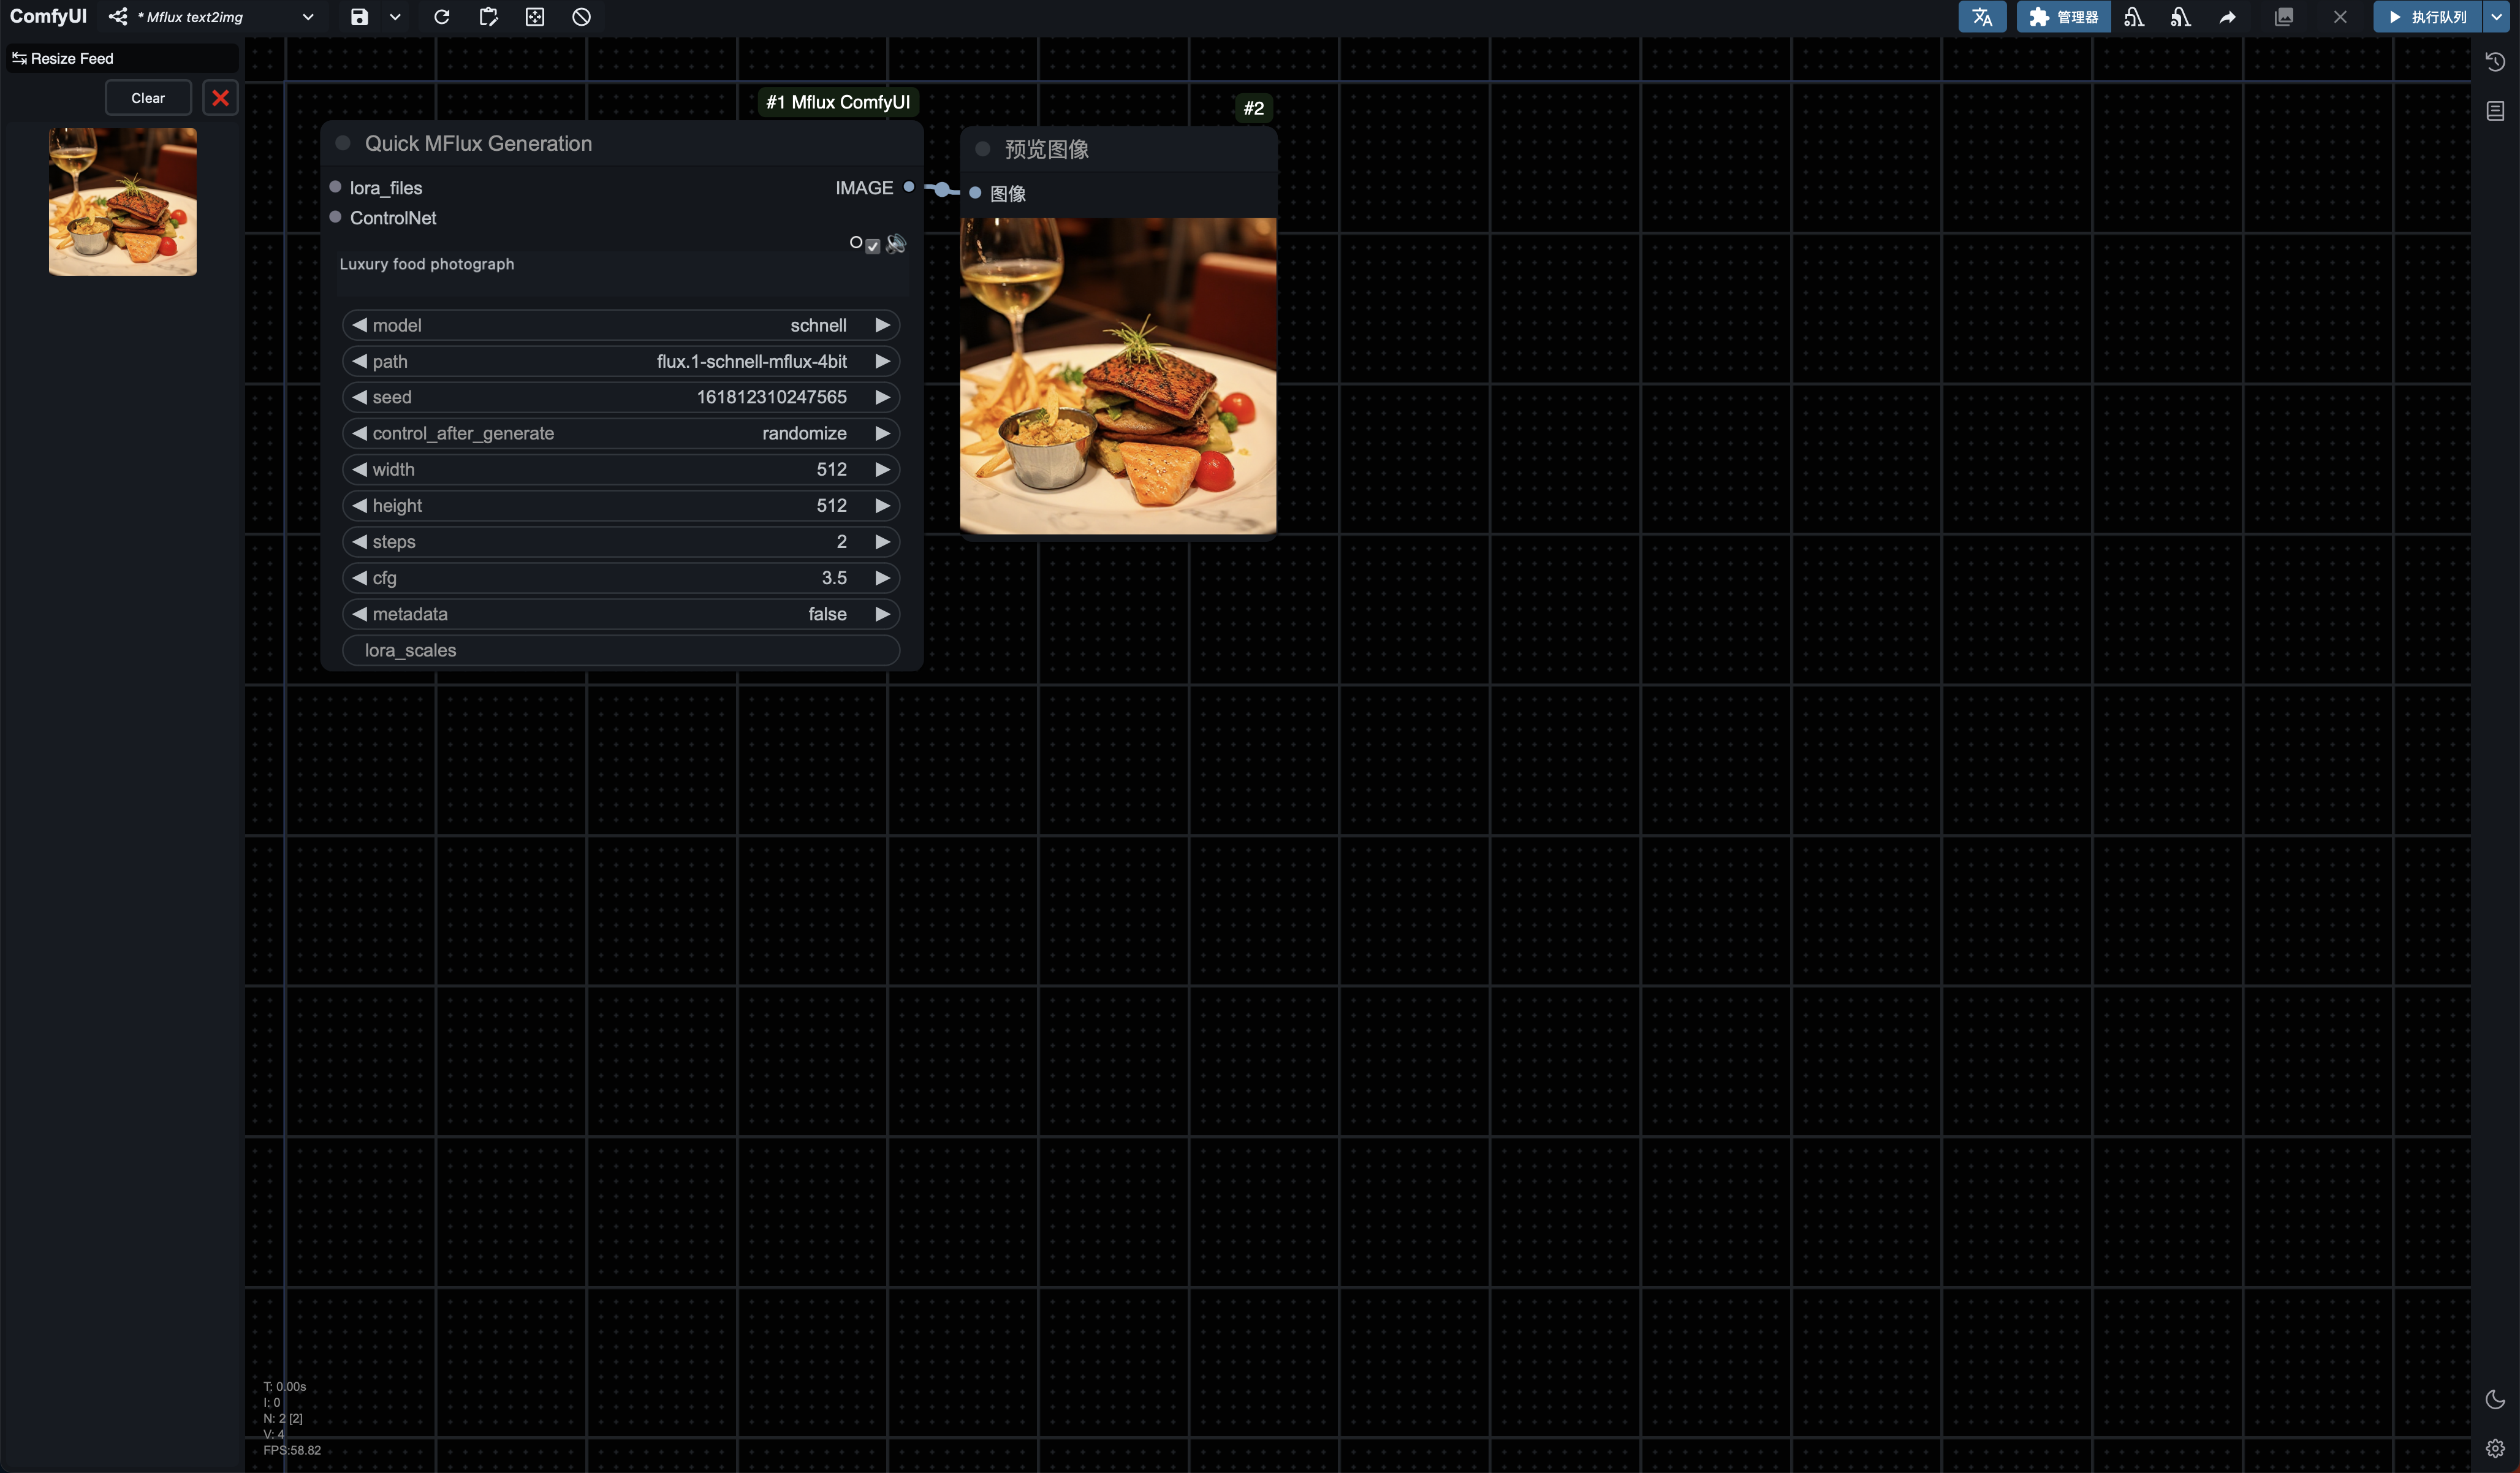 ComfyUI
* Mflux text2img
管理器
执行队列
Resize Feed
Clear
#1 Mflux ComfyUI
#2
Quick MFlux Generation
预览图像
lora_files
IMAGE
图像
ControlNet
Luxury food photograph
model schnell
path flux.1-schnell-mflux-4bit
seed 161812310247565
control_after_generate randomize
width 512
height 512
steps 2
cfg 3.5
metadata false
lora_scales
T: 0.00s
I: 0
N: 2 [2]
V: 4
FPS:58.82